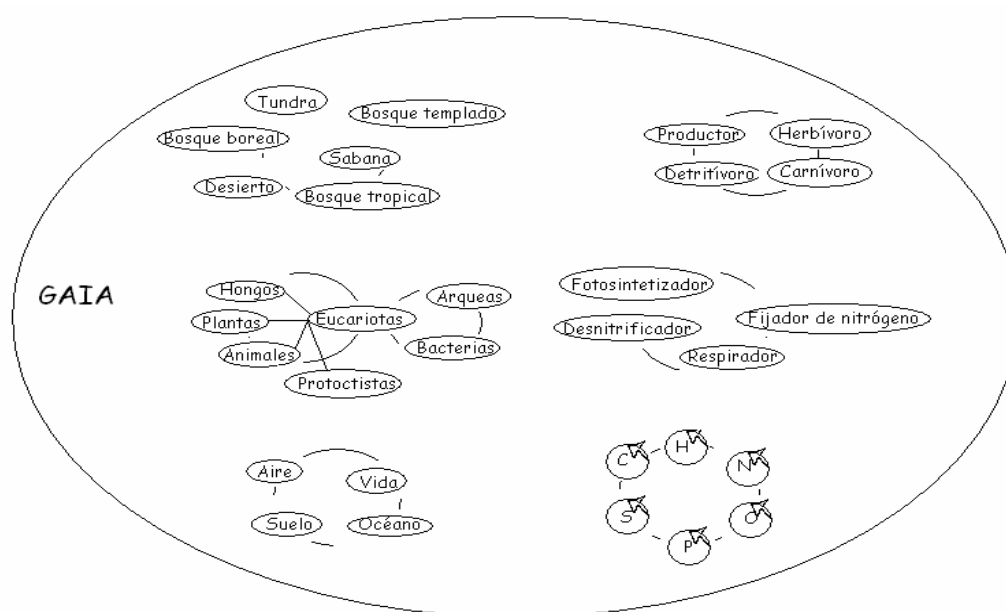 Tundra
Bosque templado
Bosque boreal
Sabana
Desierto
Bosque tropical
Productor
Herbívoro
Detritívoro
Carnívoro
GAIA
Hongos
Plantas
Eucariotas
Animales
Protoctistas
Arqueas
Bacterias
Fotosintetizador
Fijador de nitrógeno
Desnitrificador
Respirador
Aire
Vida
Suelo
Océano
C
H
N
S
P
O